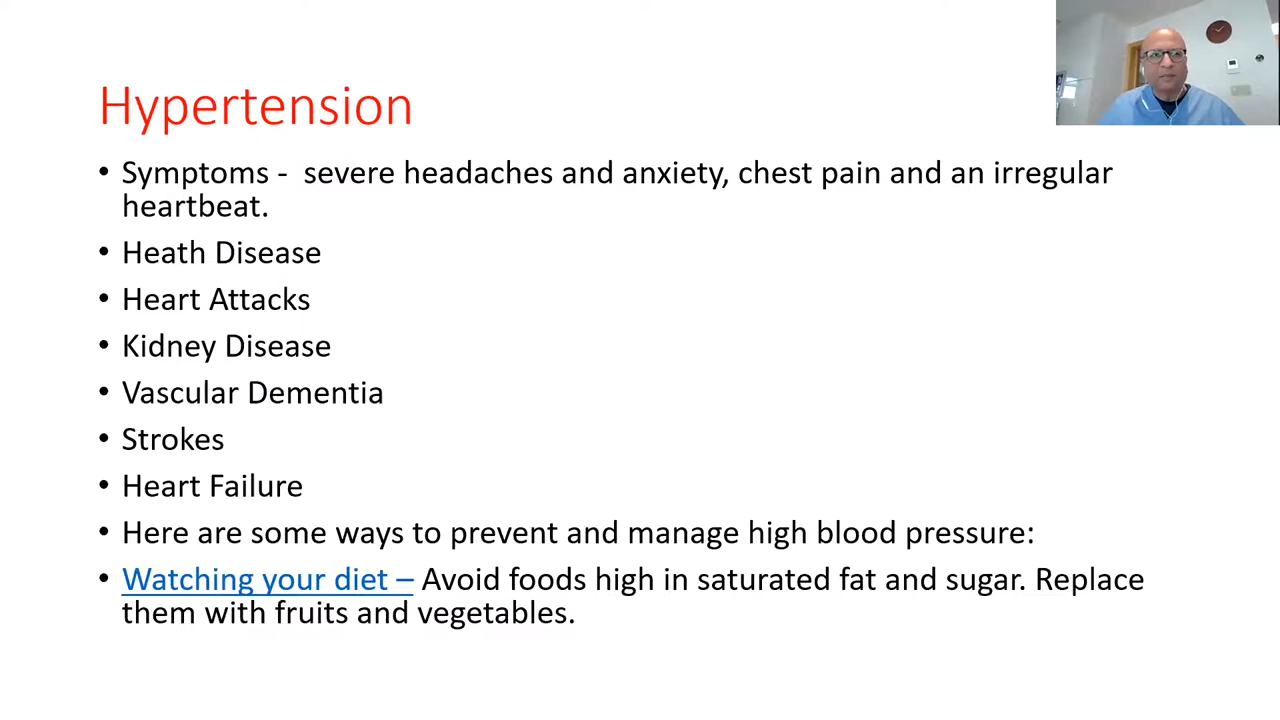 Hypertension
• Symptoms -  severe headaches and anxiety, chest pain and an irregular
heartbeat.
• Heath Disease
• Heart Attacks
• Kidney Disease
• Vascular Dementia
• Strokes
• Heart Failure
• Here are some ways to prevent and manage high blood pressure:
• Watching your diet – Avoid foods high in saturated fat and sugar. Replace
them with fruits and vegetables.